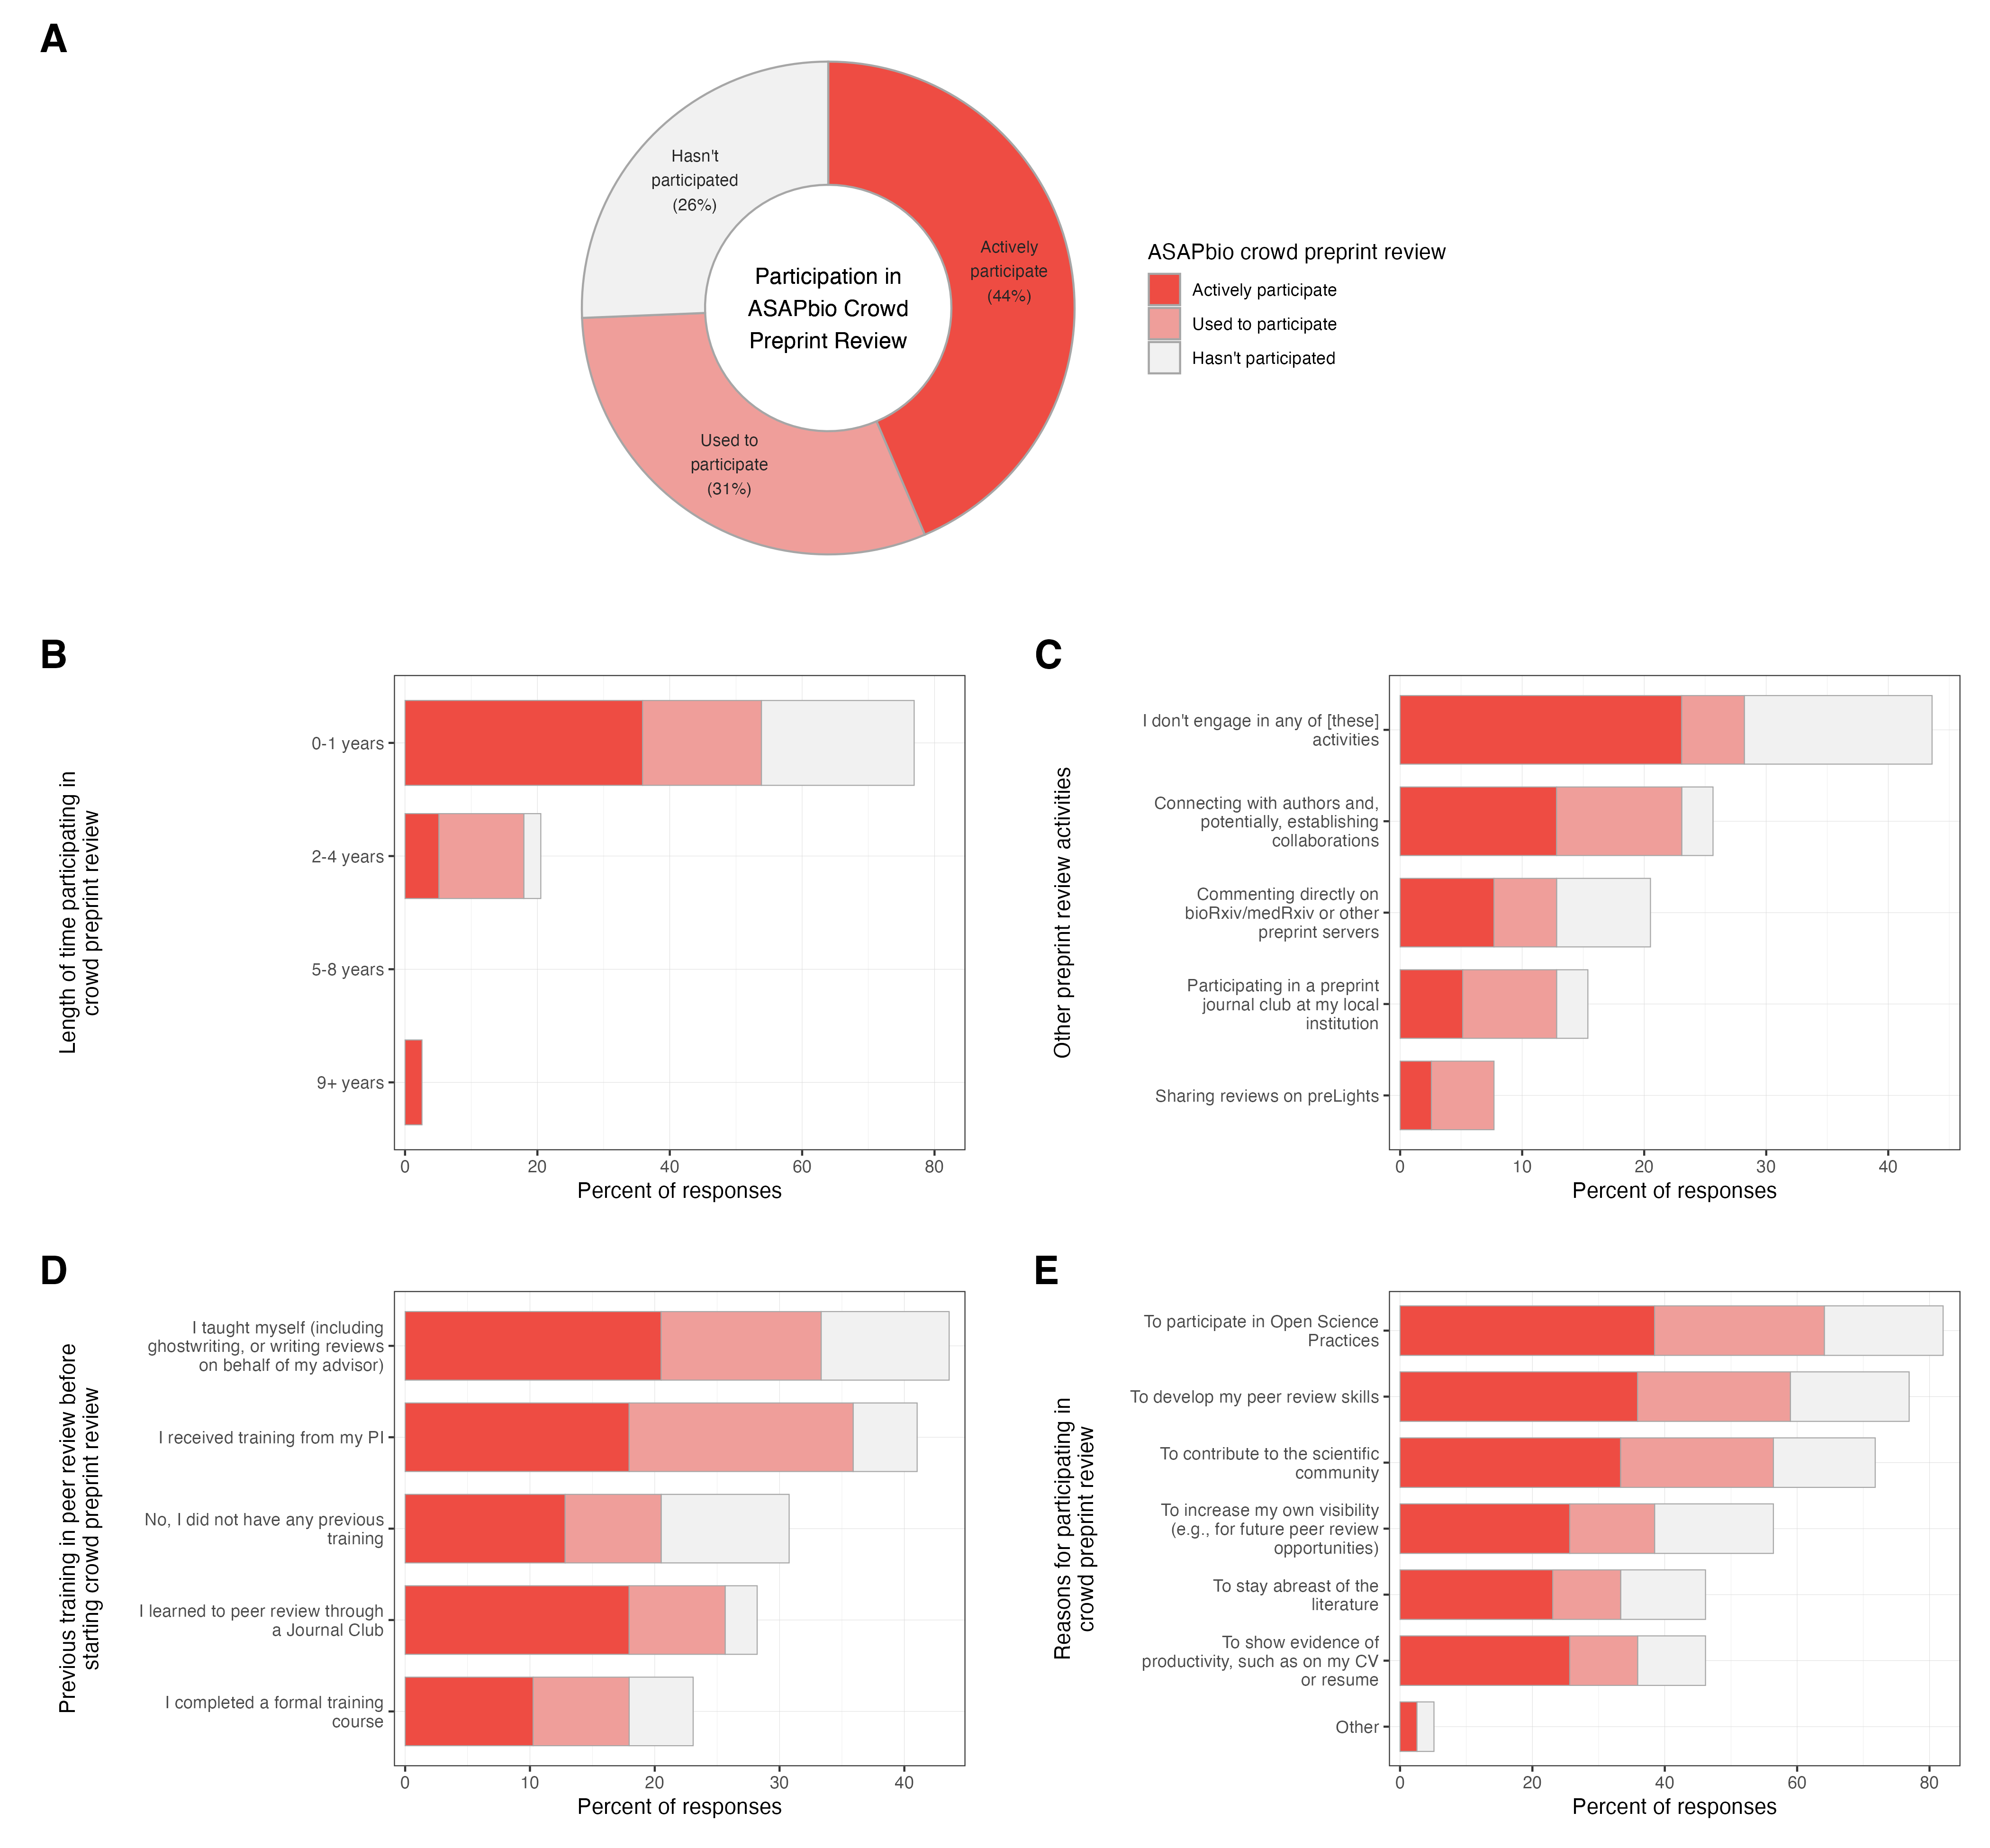 A
Hasn't
participated
(26%)
Actively
participate
(44%)
Participation in
ASAPbio Crowd
Preprint Review
Used to
participate
(31%)
ASAPbio crowd preprint review
Actively participate
Used to participate
Hasn't participated
B
Length of time participating in
crowd preprint review
0-1 years
2-4 years
5-8 years
9+ years
0
20
40
60
80
Percent of responses
C
Other preprint review activities
I don't engage in any of [these]
activities
Connecting with authors and,
potentially, establishing
collaborations
Commenting directly on
bioRxiv/medRxiv or other
preprint servers
Participating in a preprint
journal club at my local
institution
Sharing reviews on preLights
0
10
20
30
40
Percent of responses
D
Previous training in peer review before
starting crowd preprint review
I taught myself (including
ghostwriting, or writing reviews
on behalf of my advisor)
I received training from my PI
No, I did not have any previous
training
I learned to peer review through
a Journal Club
I completed a formal training
course
0
10
20
30
40
Percent of responses
E
Reasons for participating in
crowd preprint review
To participate in Open Science
Practices
To develop my peer review skills
To contribute to the scientific
community
To increase my own visibility
(e.g., for future peer review
opportunities)
To stay abreast of the
literature
To show evidence of
productivity, such as on my CV
or resume
Other
0
20
40
60
80
Percent of responses